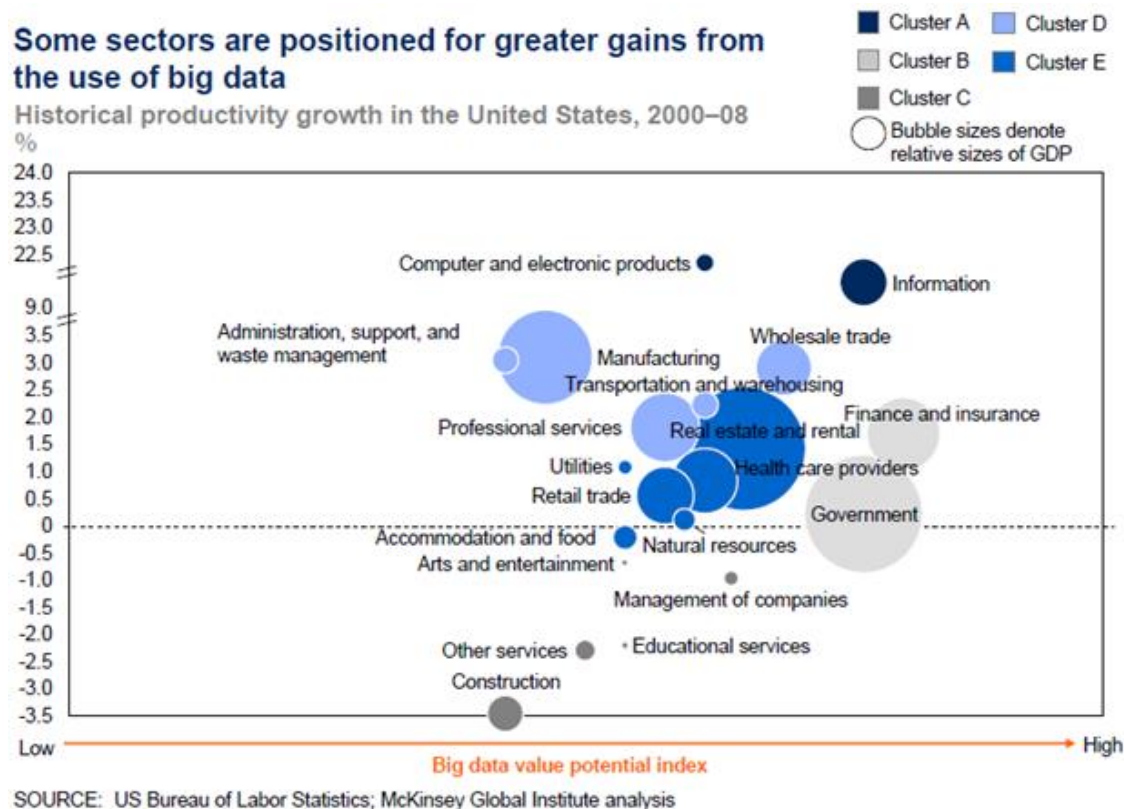 Some sectors are positioned for greater gains from
the use of big data
Historical productivity growth in the United States, 2000–08
%
Cluster A
Cluster D
Cluster B
Cluster E
Cluster C
Bubble sizes denote
relative sizes of GDP
24.0
23.5
23.0
22.5
9.0
3.5
3.0
2.5
2.0
1.5
1.0
0.5
0
-0.5
-1.0
-1.5
-2.0
-2.5
-3.0
-3.5
Computer and electronic products
Information
Administration, support, and
waste management
Wholesale trade
Manufacturing
Transportation and warehousing
Finance and insurance
Professional services
Real estate and rental
Utilities
Health care providers
Retail trade
Government
Accommodation and food
Natural resources
Arts and entertainment
Management of companies
Other services
Educational services
Construction
Low
High
Big data value potential index
SOURCE: US Bureau of Labor Statistics; McKinsey Global Institute analysis